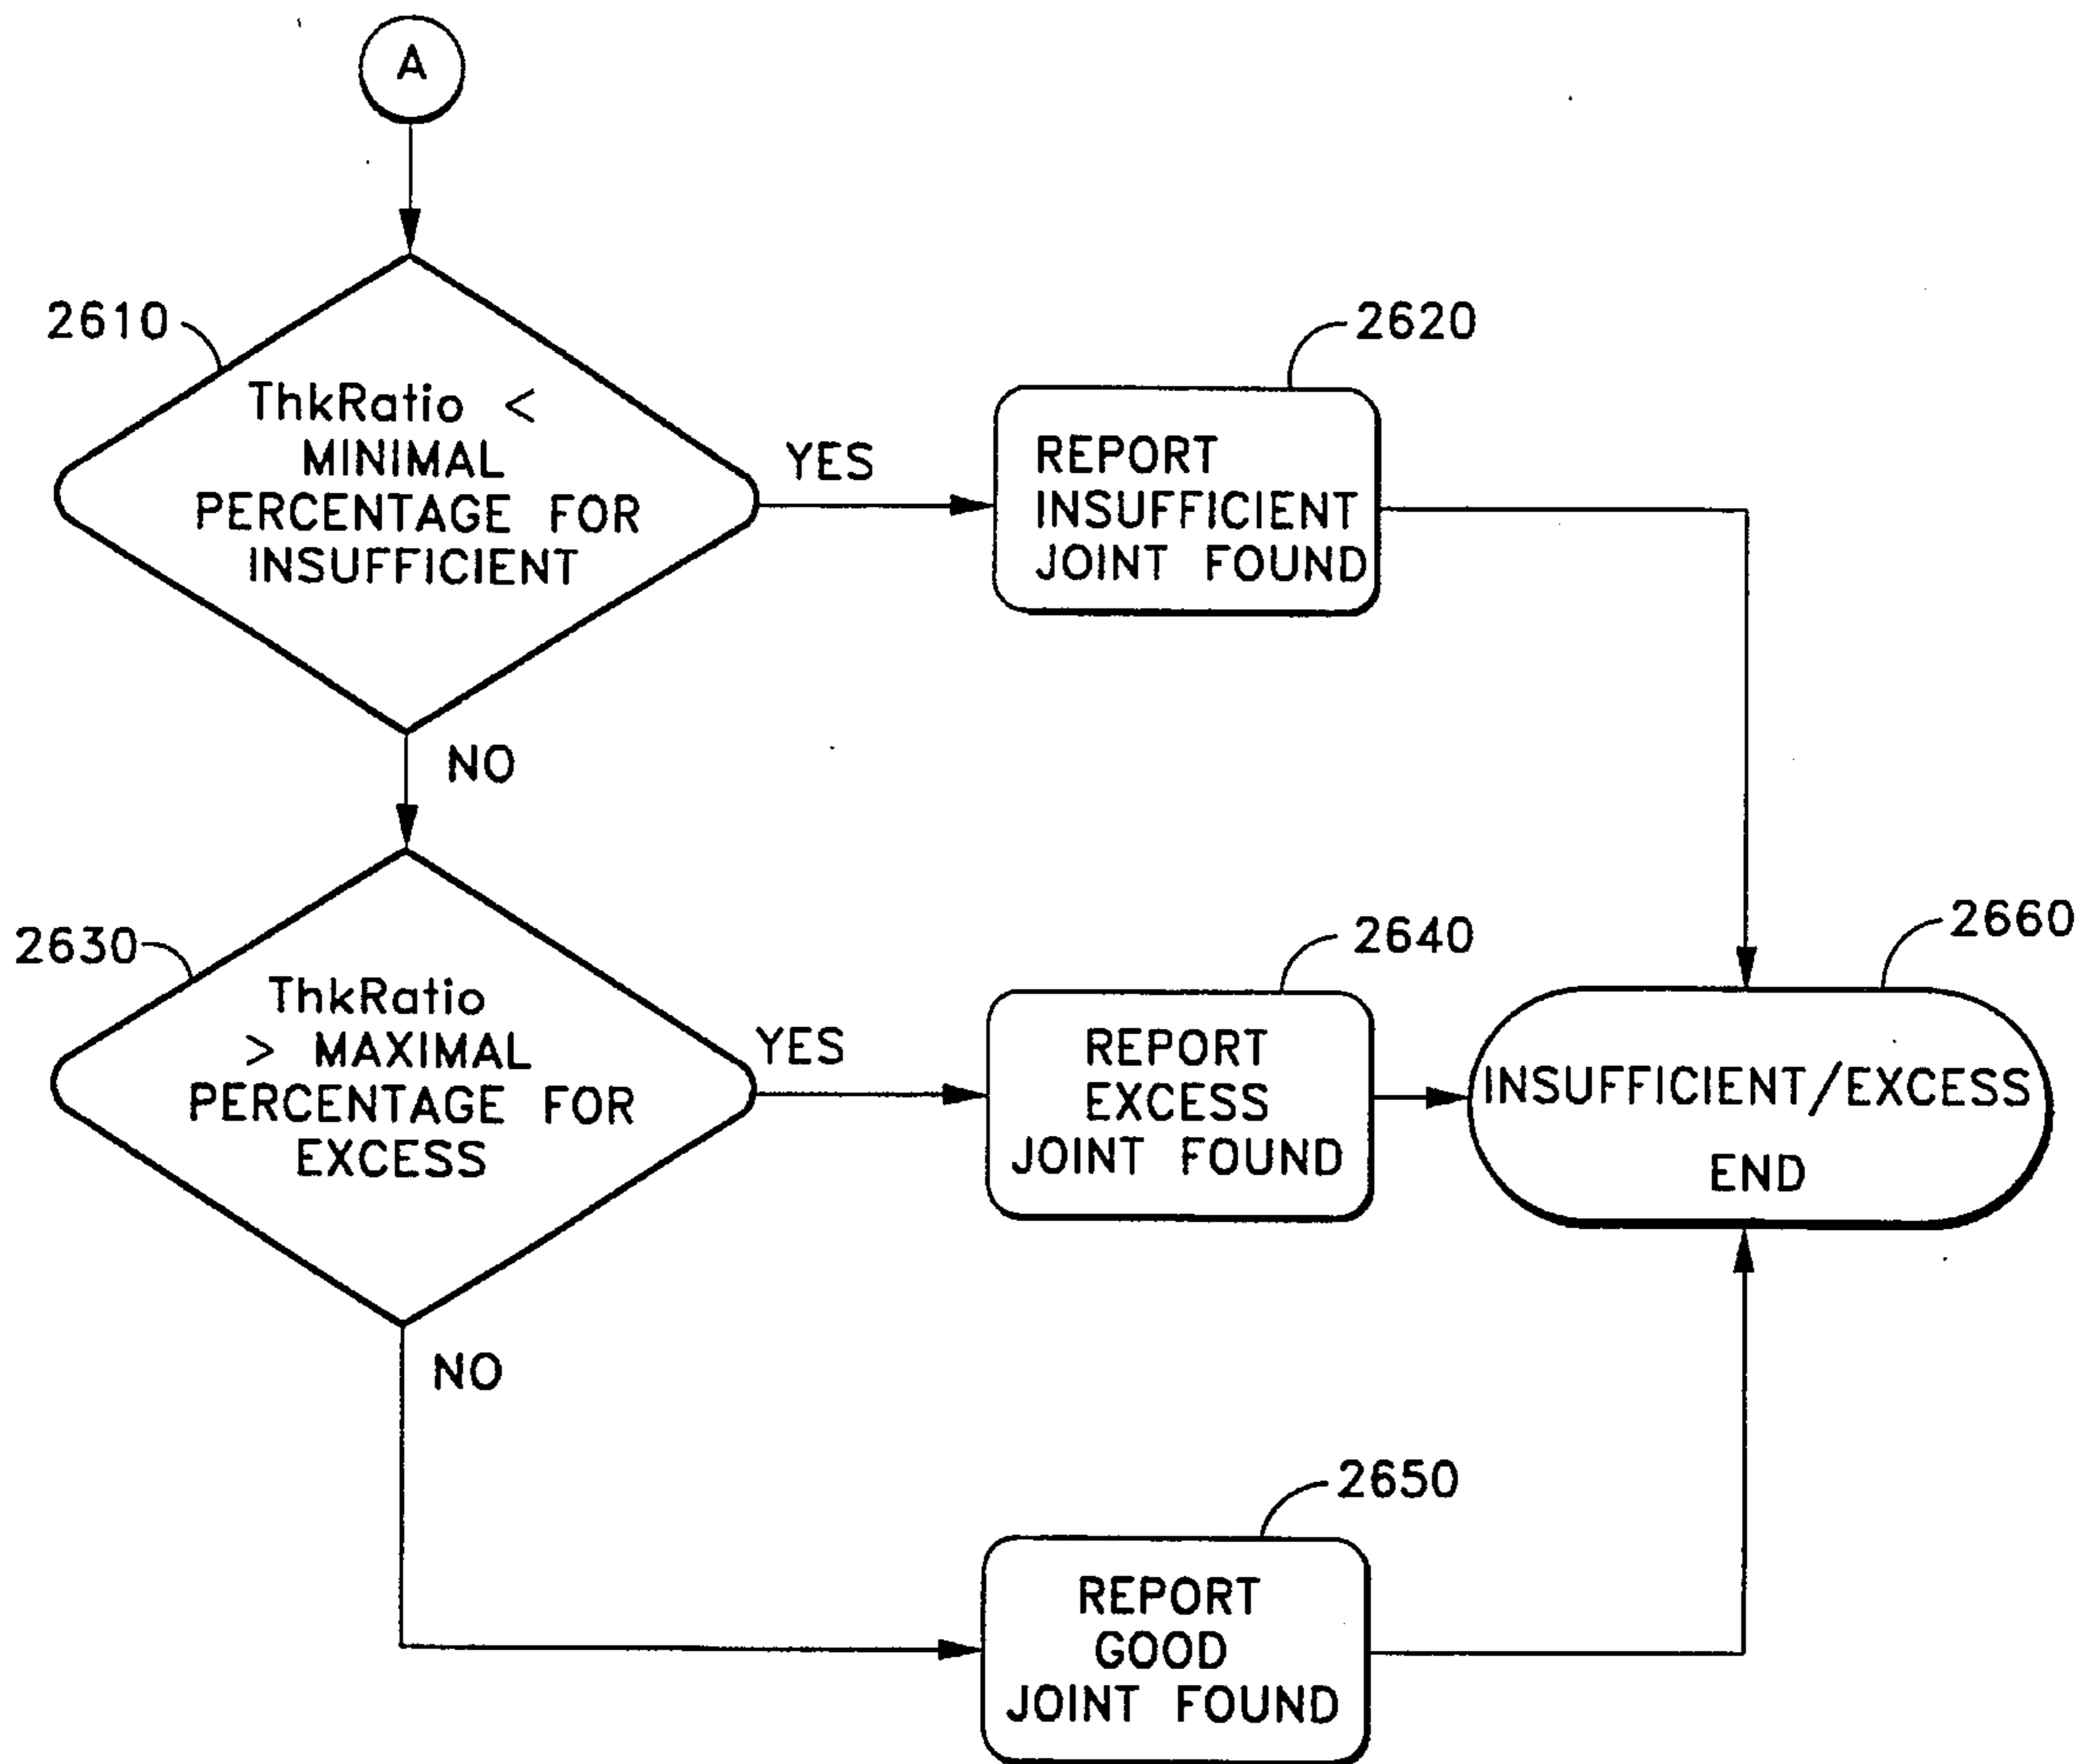 A
2610
ThkRatio <
MINIMAL
PERCENTAGE FOR
INSUFFICIENT
YES
2620
REPORT
INSUFFICIENT
JOINT FOUND
NO
2630
ThkRatio
> MAXIMAL
PERCENTAGE FOR
EXCESS
YES
2640
REPORT
EXCESS
JOINT FOUND
2660
INSUFFICIENT/EXCESS
END
NO
2650
REPORT
GOOD
JOINT FOUND